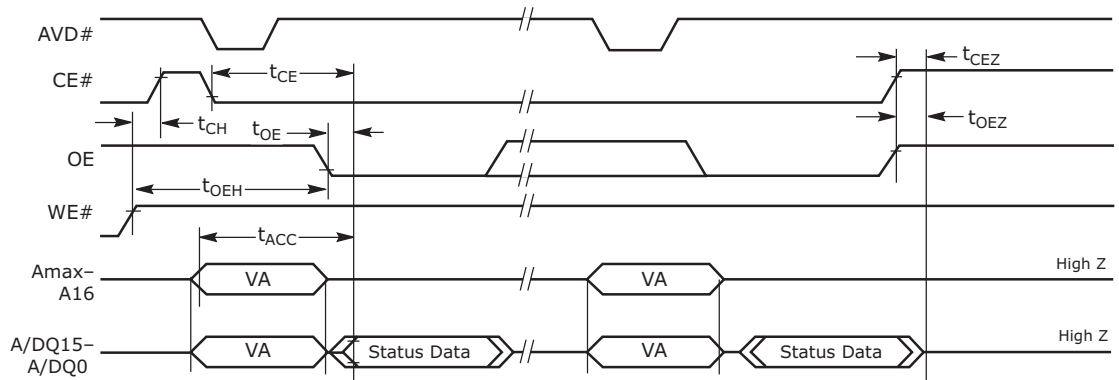 AVD#
CE#
tCE
tCEZ
tCH
tOE
tOEZ
OE
tOEH
WE#
tACC
Amax–
A16
VA
VA
High Z
A/DQ15–
A/DQ0
VA
Status Data
VA
Status Data
High Z